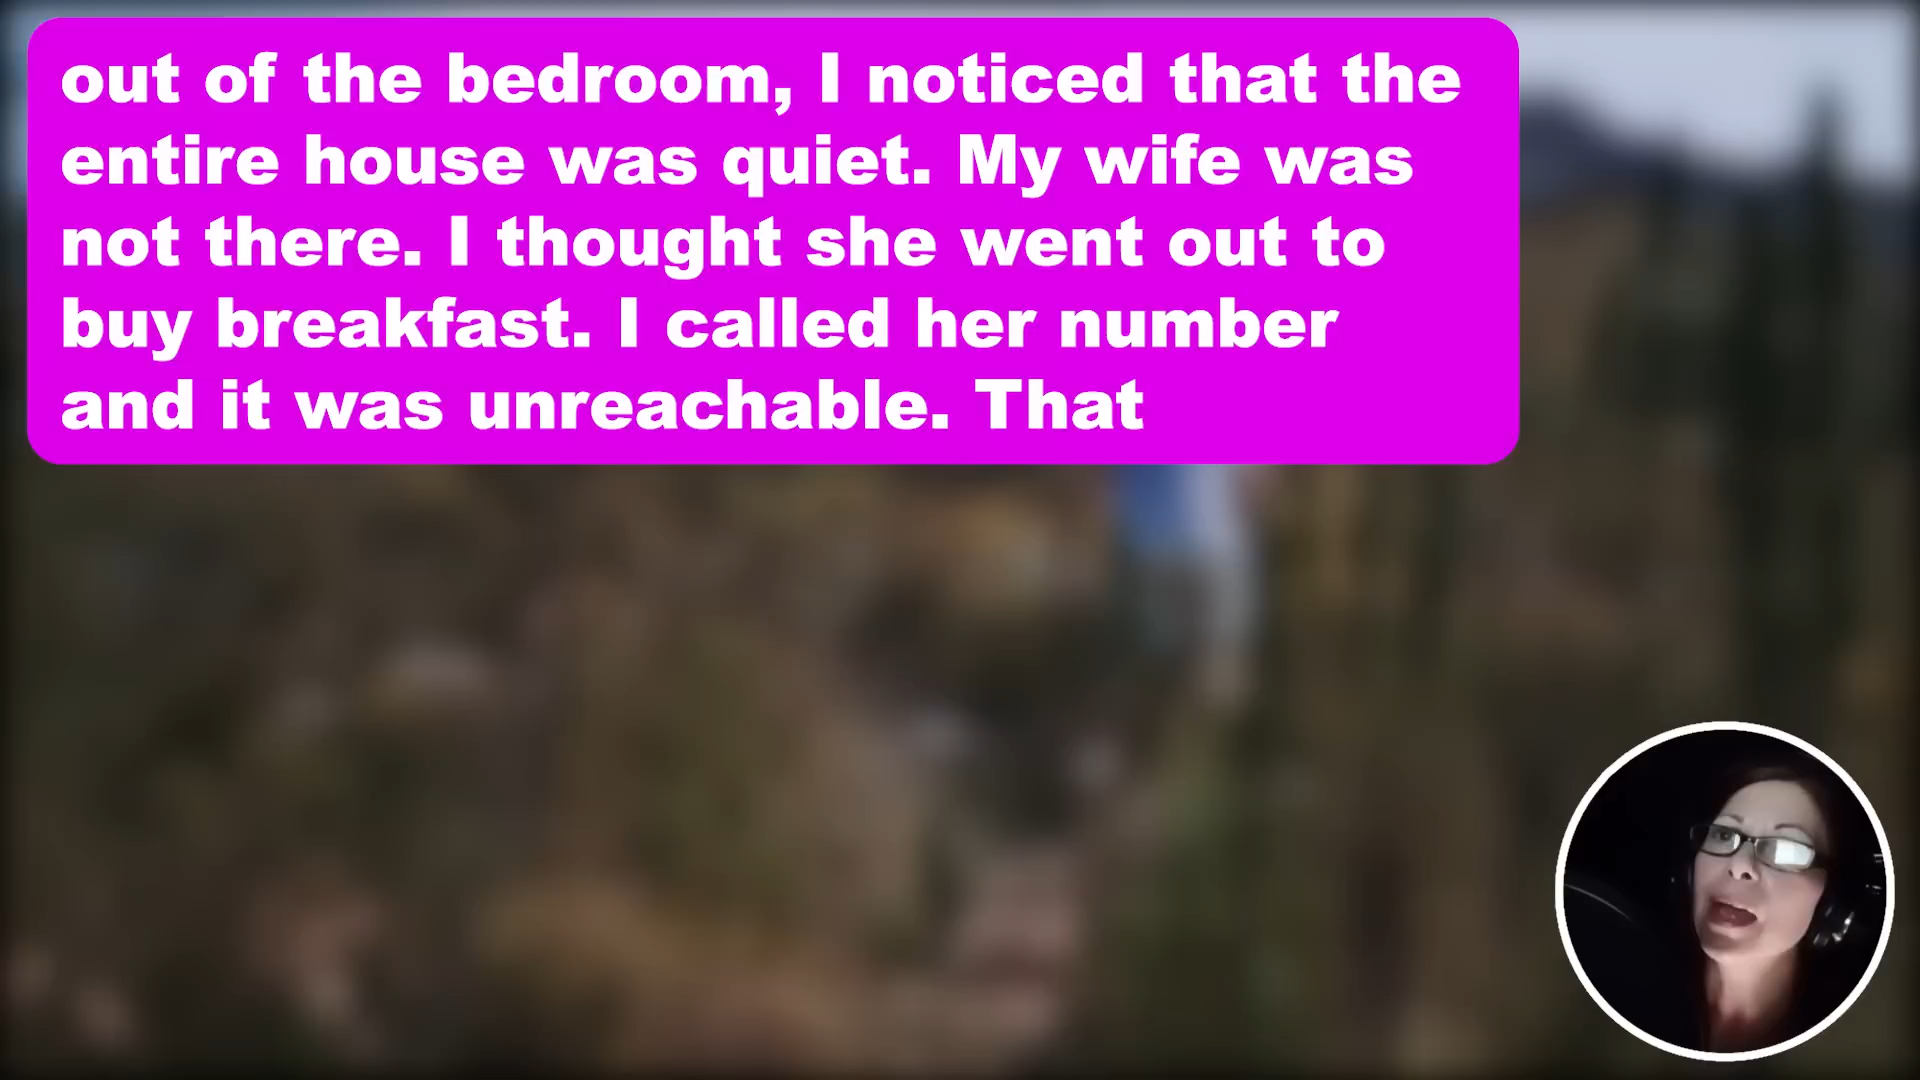 out of the bedroom, I noticed that the
entire house was quiet. My wife was
not there. I thought she went out to
buy breakfast. I called her number
and it was unreachable. That